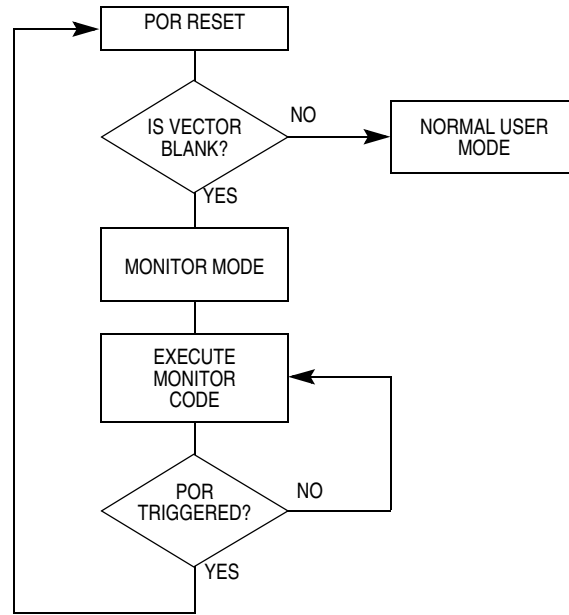 POR RESET
IS VECTOR
BLANK?
NO
NORMAL USER
MODE
YES
MONITOR MODE
EXECUTE
MONITOR
CODE
POR
TRIGGERED?
NO
YES